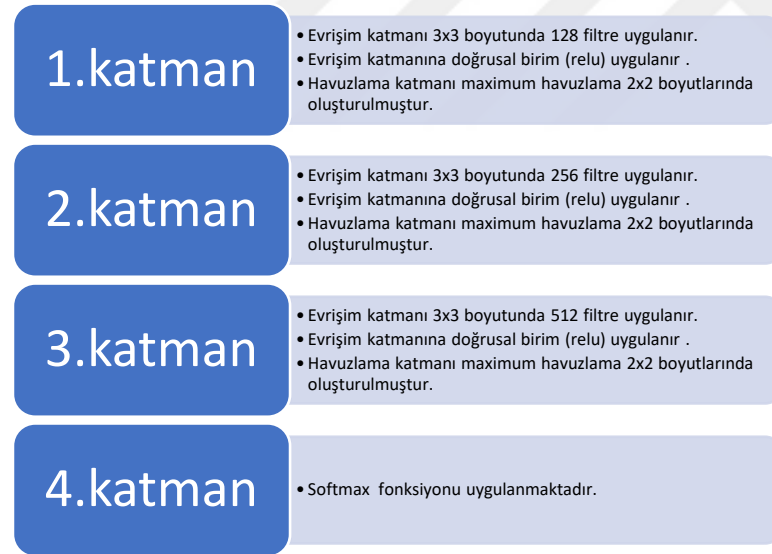 1.katman
• Evrişim katmanı 3x3 boyutunda 128 filtre uygulanır.
• Evrişim katmanına doğrusal birim (relu) uygulanır .
• Havuzlama katmanı maximum havuzlama 2x2 boyutlarında
oluşturulmuştur.
2.katman
• Evrişim katmanı 3x3 boyutunda 256 filtre uygulanır.
• Evrişim katmanına doğrusal birim (relu) uygulanır .
• Havuzlama katmanı maximum havuzlama 2x2 boyutlarında
oluşturulmuştur.
3.katman
• Evrişim katmanı 3x3 boyutunda 512 filtre uygulanır.
• Evrişim katmanına doğrusal birim (relu) uygulanır .
• Havuzlama katmanı maximum havuzlama 2x2 boyutlarında
oluşturulmuştur.
4.katman
• Softmax fonksiyonu uygulanmaktadır.